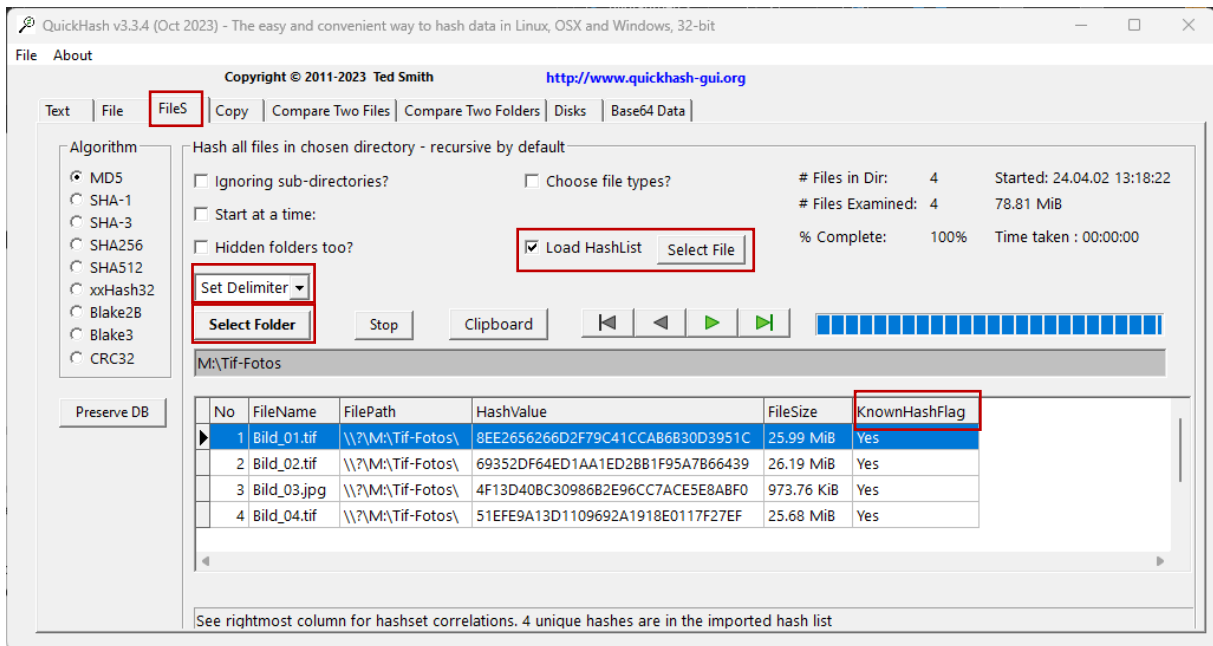 QuickHash v3.3.4 (Oct 2023) - The easy and convenient way to hash data in Linux, OSX and Windows, 32-bit
File About
Copyright © 2011-2023 Ted Smith http://www.quickhash-gui.org
Text File FileS Copy Compare Two Files Compare Two Folders Disks Base64 Data
Algorithm
MD5
SHA-1
SHA-3
SHA256
SHA512
xxHash32
Blake2B
Blake3
CRC32
Preserve DB
Hash all files in chosen directory - recursive by default
Ignoring sub-directories? Choose file types?
Start at a time:
Hidden folders too? Load HashList Select File
# Files in Dir: 4 Started: 24.04.02 13:18:22
# Files Examined: 4 78.81 MiB
% Complete: 100% Time taken : 00:00:00
Set Delimiter
Select Folder Stop Clipboard
M:\Tif-Fotos
No FileName FilePath HashValue FileSize KnownHashFlag
1 Bild_01.tif \\?\M:\Tif-Fotos\ 8EE2656266D2F79C41CCAB6B30D3951C 25.99 MiB Yes
2 Bild_02.tif \\?\M:\Tif-Fotos\ 69352DF64ED1AA1ED2BB1F95A7B66439 26.19 MiB Yes
3 Bild_03.jpg \\?\M:\Tif-Fotos\ 4F13D40BC30986B2E96CC7ACE5E8ABF0 973.76 KiB Yes
4 Bild_04.tif \\?\M:\Tif-Fotos\ 51EFE9A13D1109692A1918E0117F27EF 25.68 MiB Yes
See rightmost column for hashset correlations. 4 unique hashes are in the imported hash list